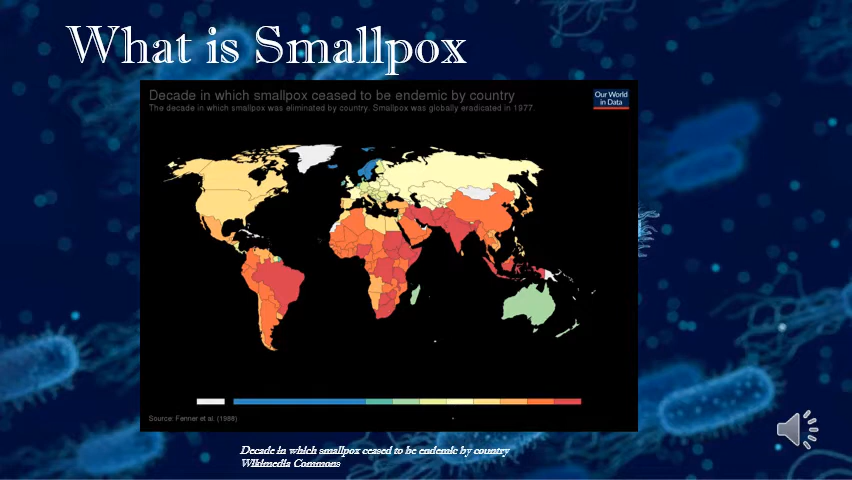 What is Smallpox
Decade in which smallpox ceased to be endemic by country
The decade in which smallpox was eliminated by country. Smallpox was globally eradicated in 1977.
Our World
in Data
Source: Fenner et al. (1988)
Decade in which smallpox ceased to be endemic by country
Wikimedia Commons